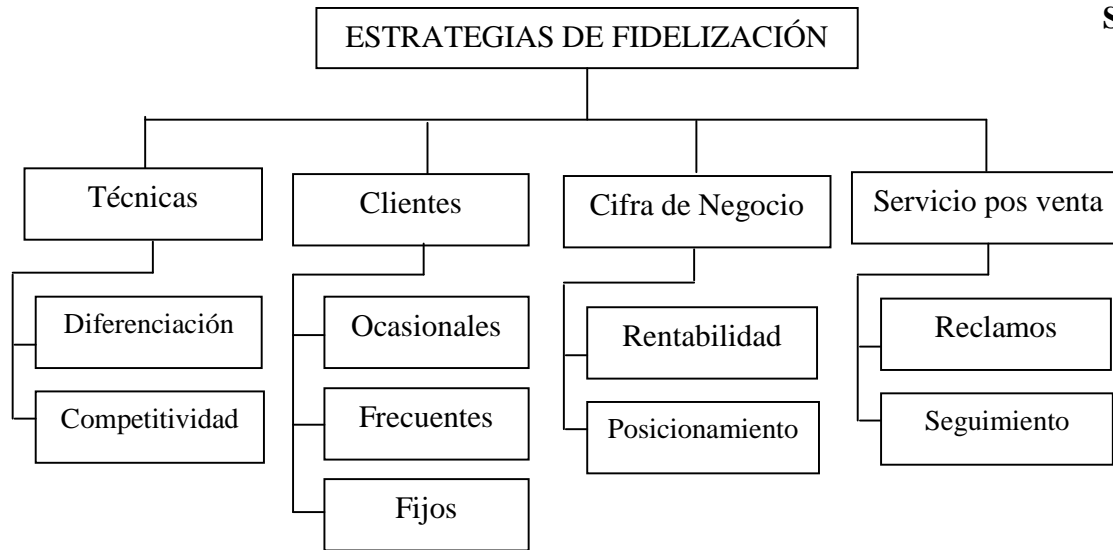 S
ESTRATEGIAS DE FIDELIZACIÓN
Técnicas
Clientes
Cifra de Negocio
Servicio pos venta
Diferenciación
Competitividad
Ocasionales
Frecuentes
Fijos
Rentabilidad
Posicionamiento
Reclamos
Seguimiento